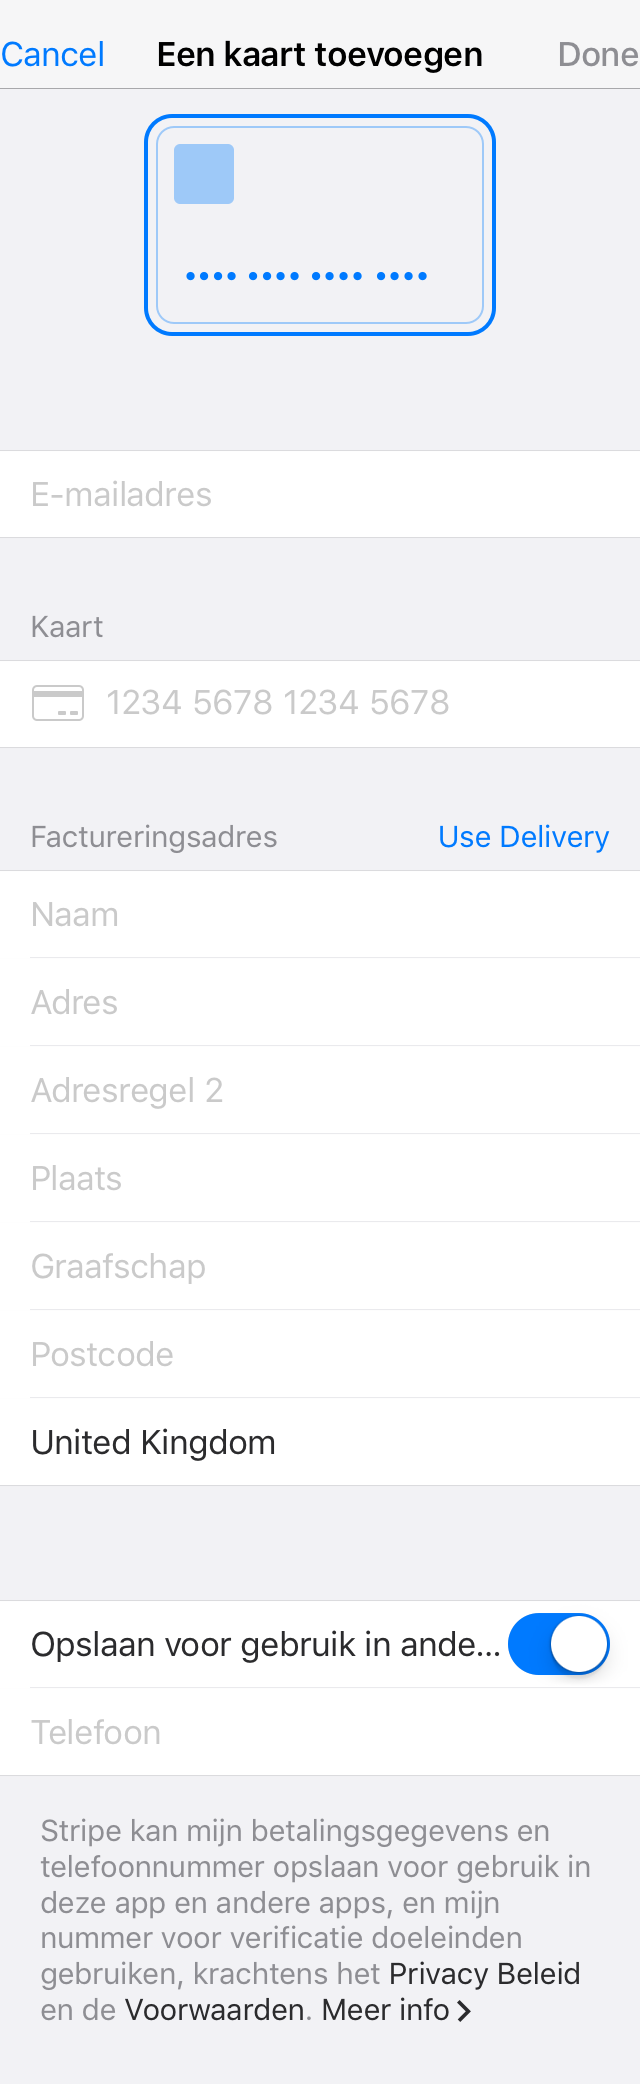 Cancel Een kaart toevoegen Done
•••• •••• •••• ••••
E-mailadres
Kaart
1234 5678 1234 5678
Factureringsadres Use Delivery
Naam
Adres
Adresregel 2
Plaats
Graafschap
Postcode
United Kingdom
Opslaan voor gebruik in ande...
Telefoon
Stripe kan mijn betalingsgegevens en
telefoonnummer opslaan voor gebruik in
deze app en andere apps, en mijn
nummer voor verificatie doeleinden
gebruiken, krachtens het Privacy Beleid
en de Voorwaarden. Meer info